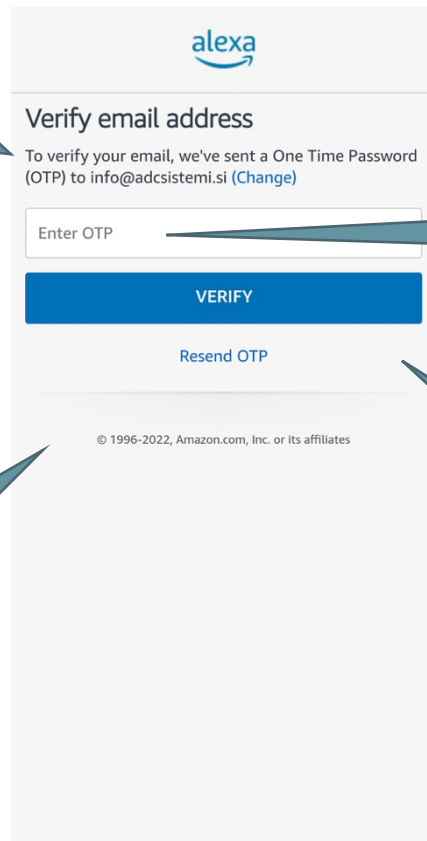 alexa
Verify email address
To verify your email, we've sent a One Time Password
(OTP) to info@adcsistemi.si (Change)
Enter OTP
VERIFY
Resend OTP
© 1996-2022, Amazon.com, Inc. or its affiliates